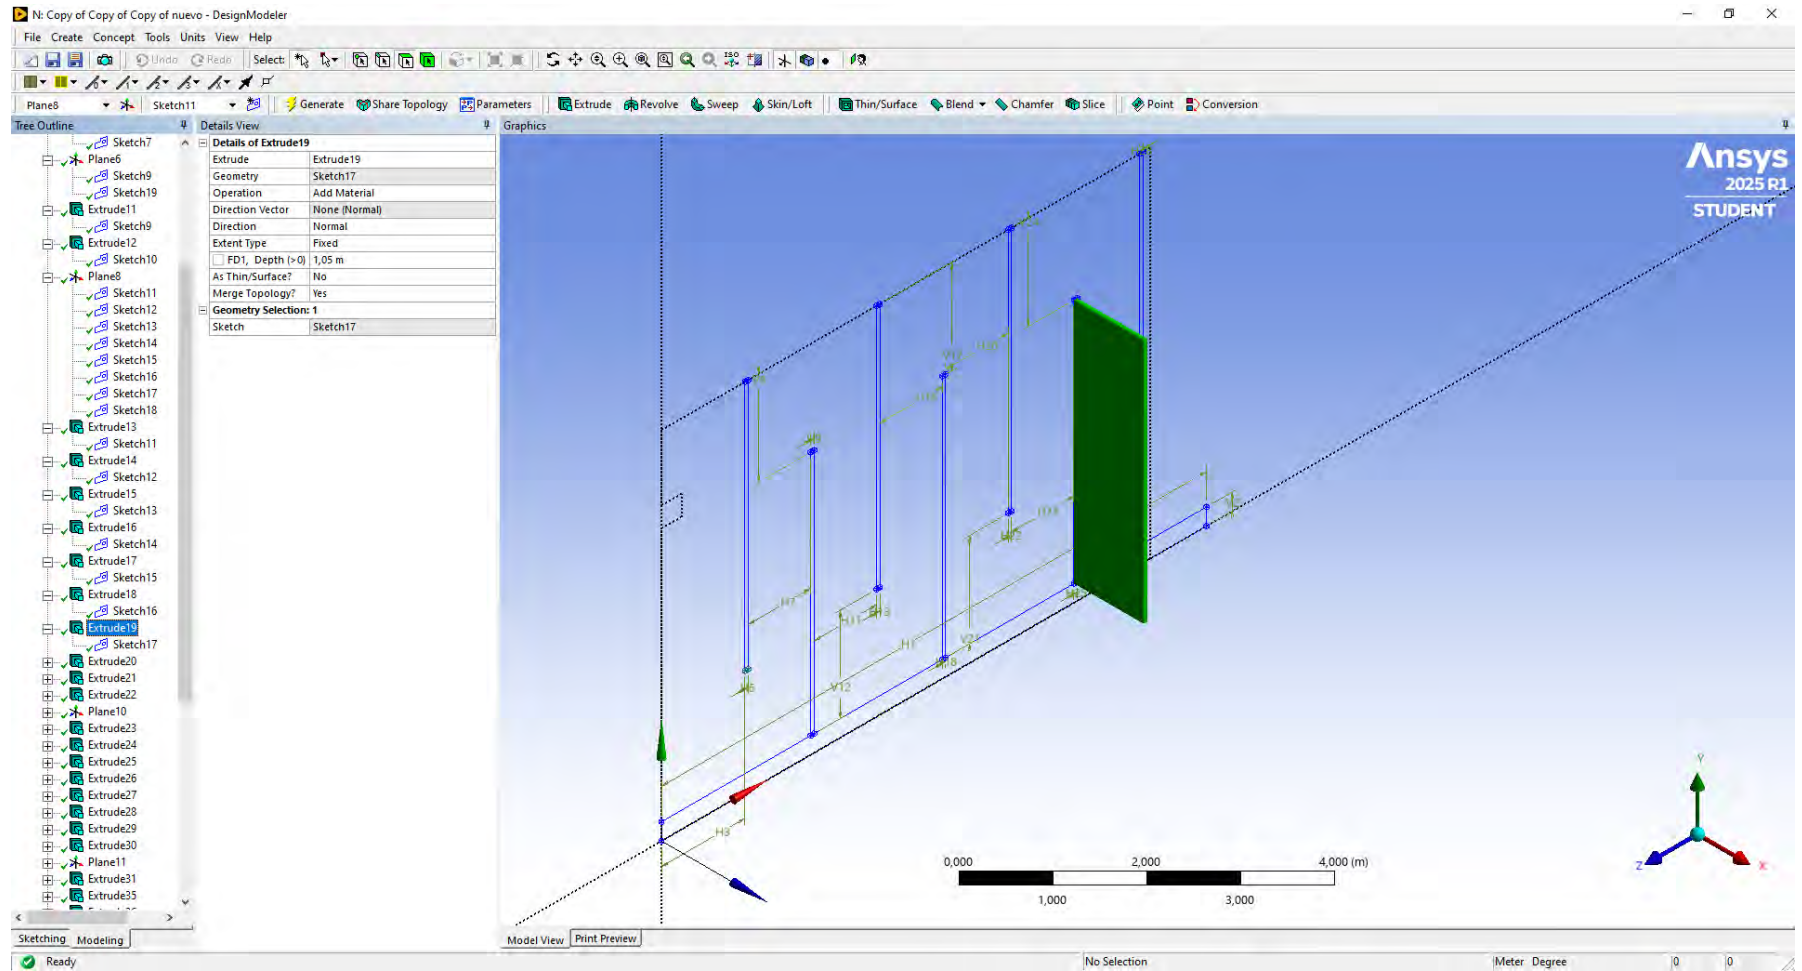 N: Copy of Copy of Copy of nuevo - DesignModeler
File Create Concept Tools Units View Help
Undo Redo Select: ISO
Plane8 Sketch11 Generate Share Topology Parameters Extrude Revolve Sweep Skin/Loft Thin/Surface Blend Chamfer Slice Point Conversion
Tree Outline
Sketch7
Plane6
Sketch9
Sketch19
Extrude11
Sketch9
Extrude12
Sketch10
Plane8
Sketch11
Sketch12
Sketch13
Sketch14
Sketch15
Sketch16
Sketch17
Sketch18
Extrude13
Sketch11
Extrude14
Sketch12
Extrude15
Sketch13
Extrude16
Sketch14
Extrude17
Sketch15
Extrude18
Sketch16
Extrude19
Sketch17
Extrude20
Extrude21
Extrude22
Plane10
Extrude23
Extrude24
Extrude25
Extrude26
Extrude27
Extrude28
Extrude29
Extrude30
Plane11
Extrude31
Extrude35
Sketching Modeling
Details View
Details of Extrude19
Extrude Extrude19
Geometry Sketch17
Operation Add Material
Direction Vector None (Normal)
Direction Normal
Extent Type Fixed
FD1, Depth (>0) 1,05 m
As Thin/Surface? No
Merge Topology? Yes
Geometry Selection: 1
Sketch Sketch17
Graphics
Ansys
2025 R1
STUDENT
H7
H11
H1
V12
H3
0,000 2,000 4,000 (m)
1,000 3,000
Y
Z X
Model View Print Preview
Ready No Selection Meter Degree 0 0